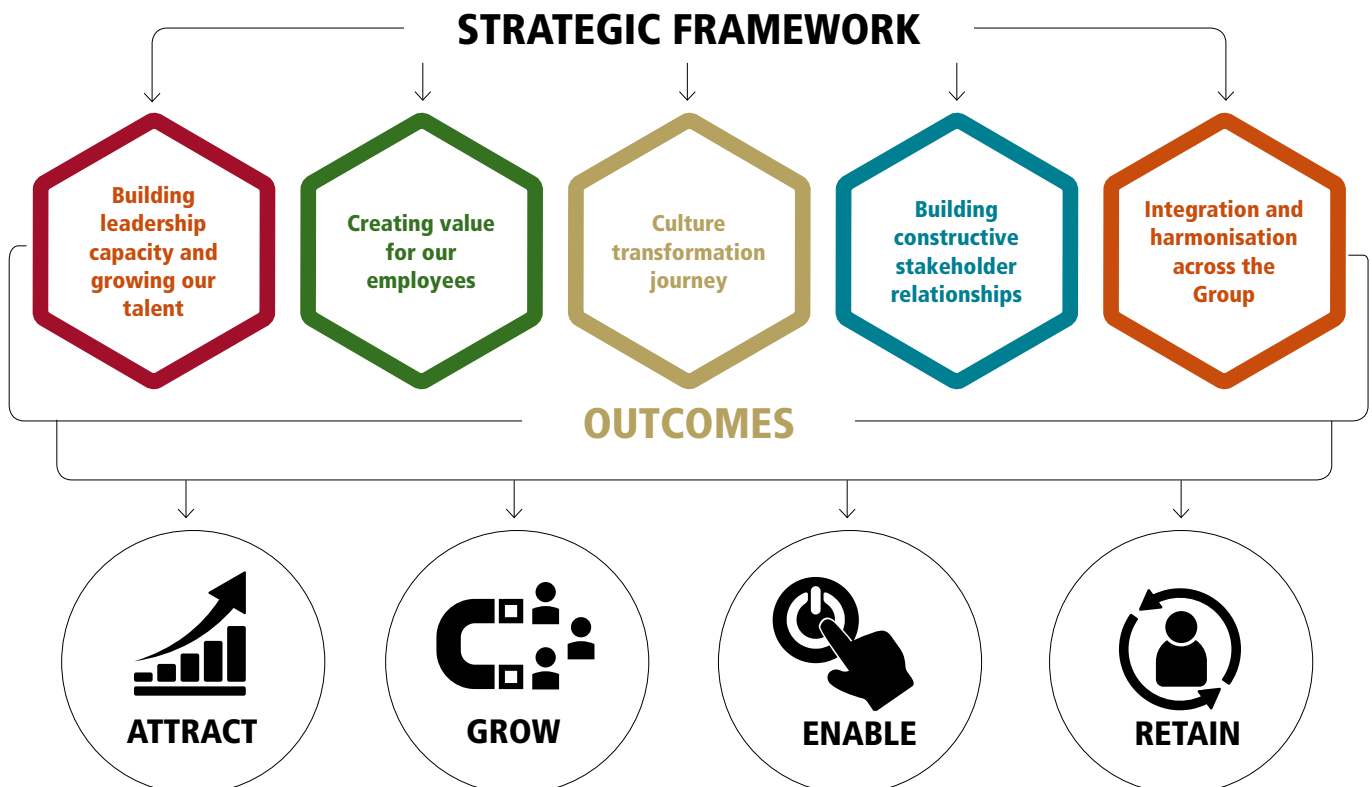 STRATEGIC FRAMEWORK
Building
leadership
capacity and
growing our
talent
Creating value
for our
employees
Culture
transformation
journey
Building
constructive
stakeholder
relationships
Integration and
harmonisation
across the
Group
OUTCOMES
ATTRACT
GROW
ENABLE
RETAIN